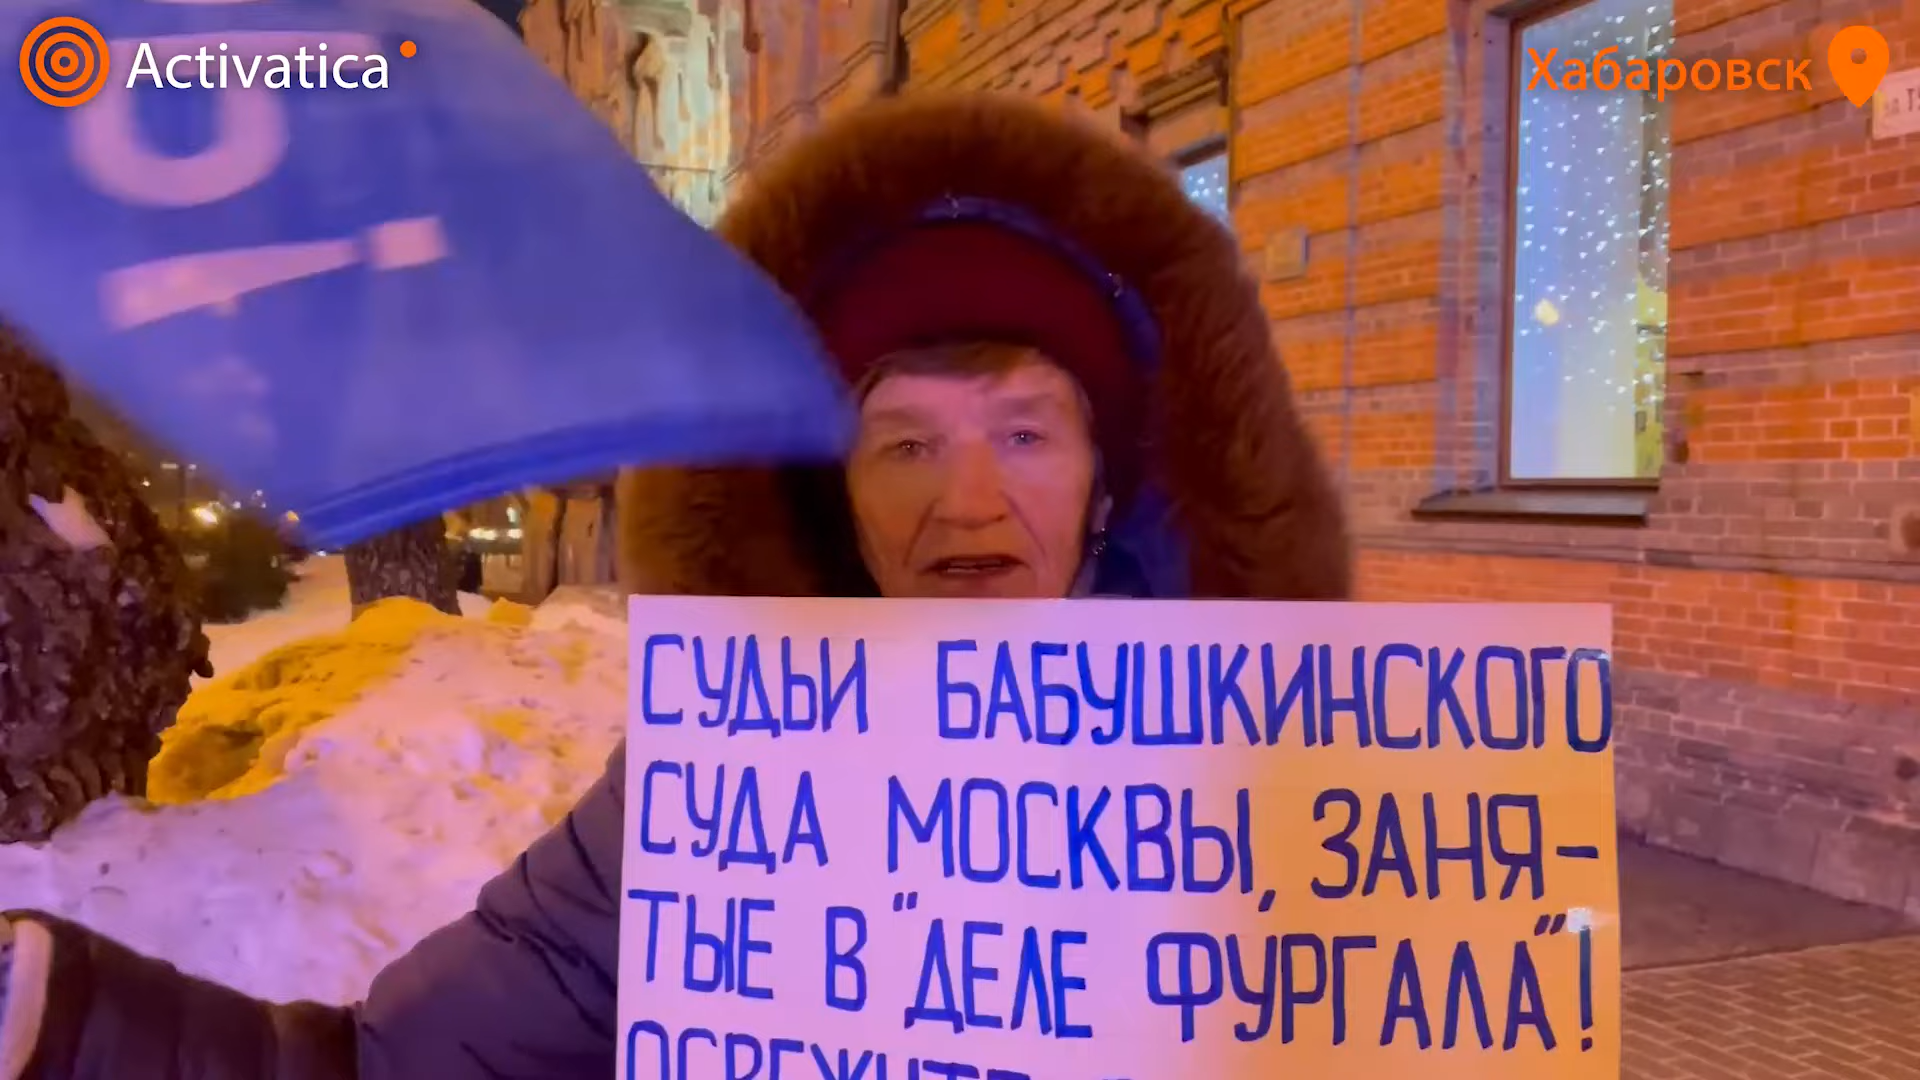 Activatica
Хабаровск
СУДЬИ БАБУШКИНСКОГО
СУДА МОСКВЫ, ЗАНЯ-
ТЫЕ В "ДЕЛЕ ФУРГАЛА"!